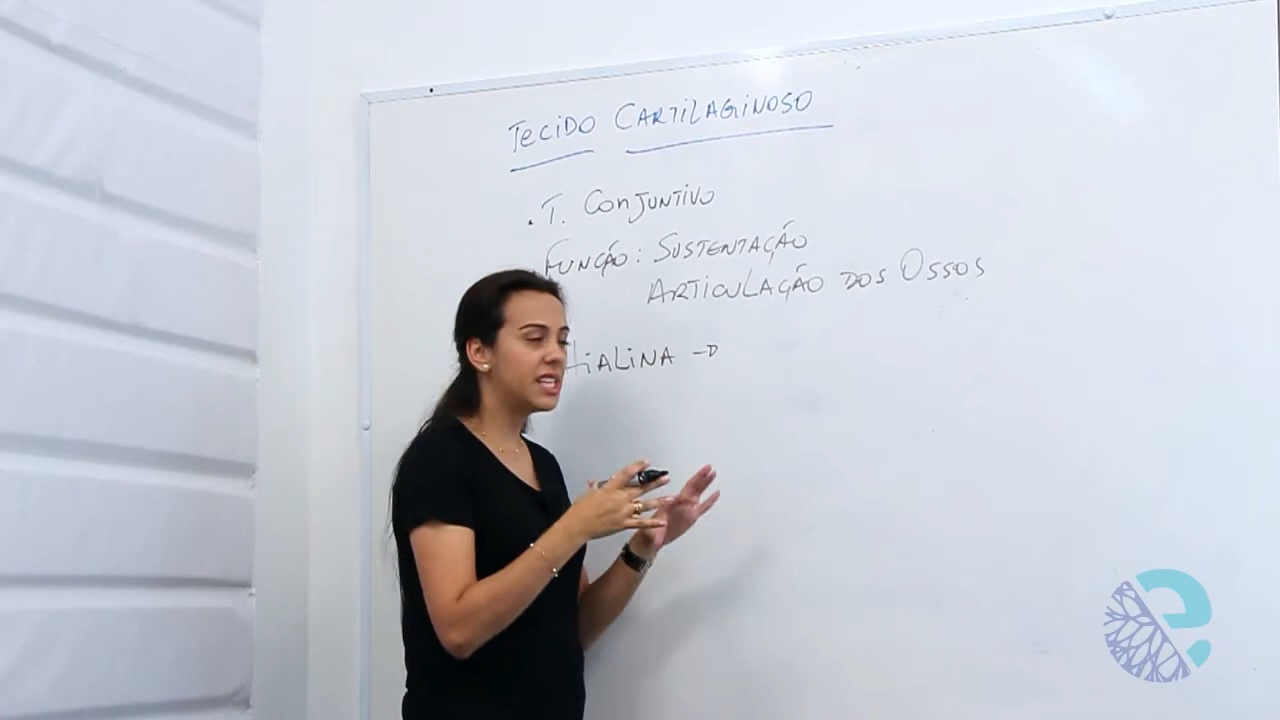 TECIDO CARTILAGINOSO
. T. CONJUNTIVO
FUNÇÃO: SUSTENTAÇÃO
ARTICULAÇÃO DOS OSSOS
HIALINA →